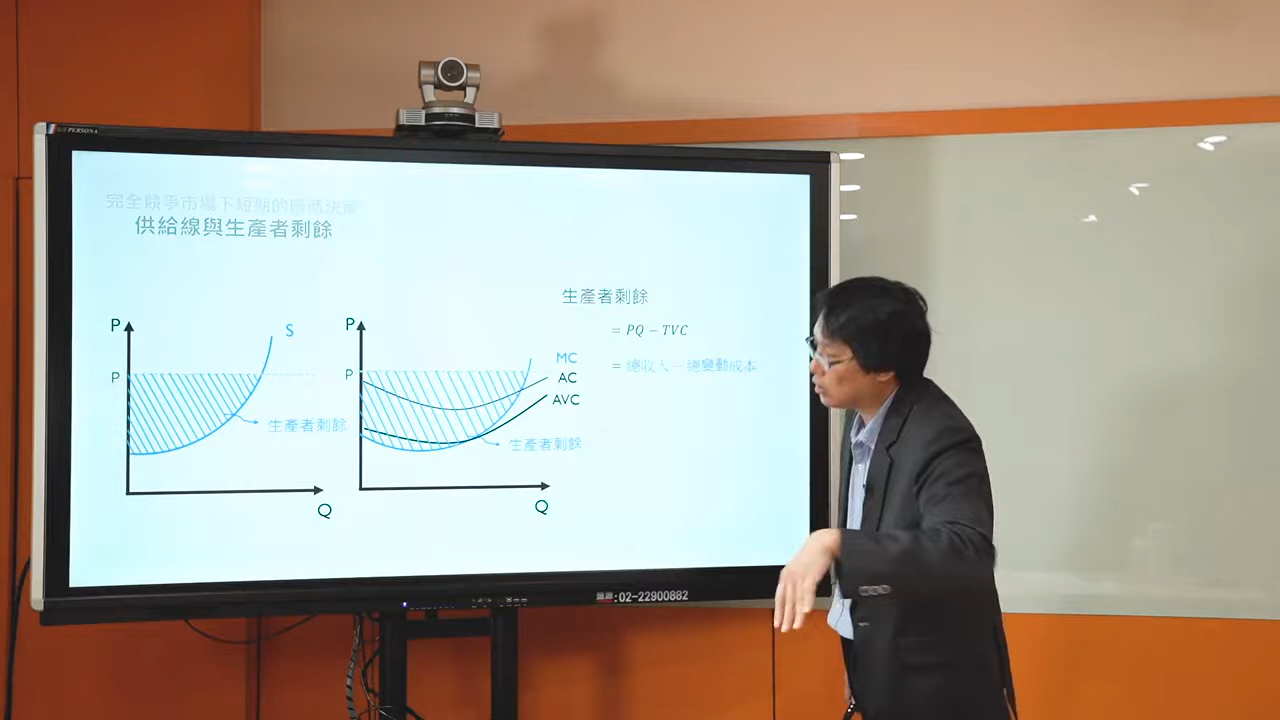 PERSONA
完全競爭市場下短期的廠商決策
供給線與生產者剩餘
生產者剩餘
= PQ − TVC
= 總收入 − 總變動成本
P
S
P
生產者剩餘
Q
P
MC
P
AC
AVC
生產者剩餘
Q
:02-22900882